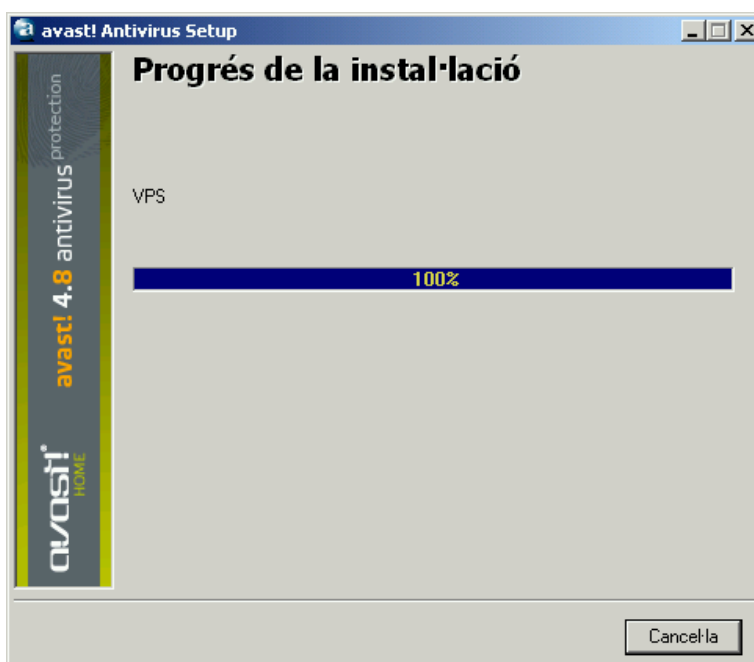 avast! Antivirus Setup
Progrés de la instal·lació
VPS
100%
avast! 4.8 antivirus protection
avast! HOME
Cancel·la